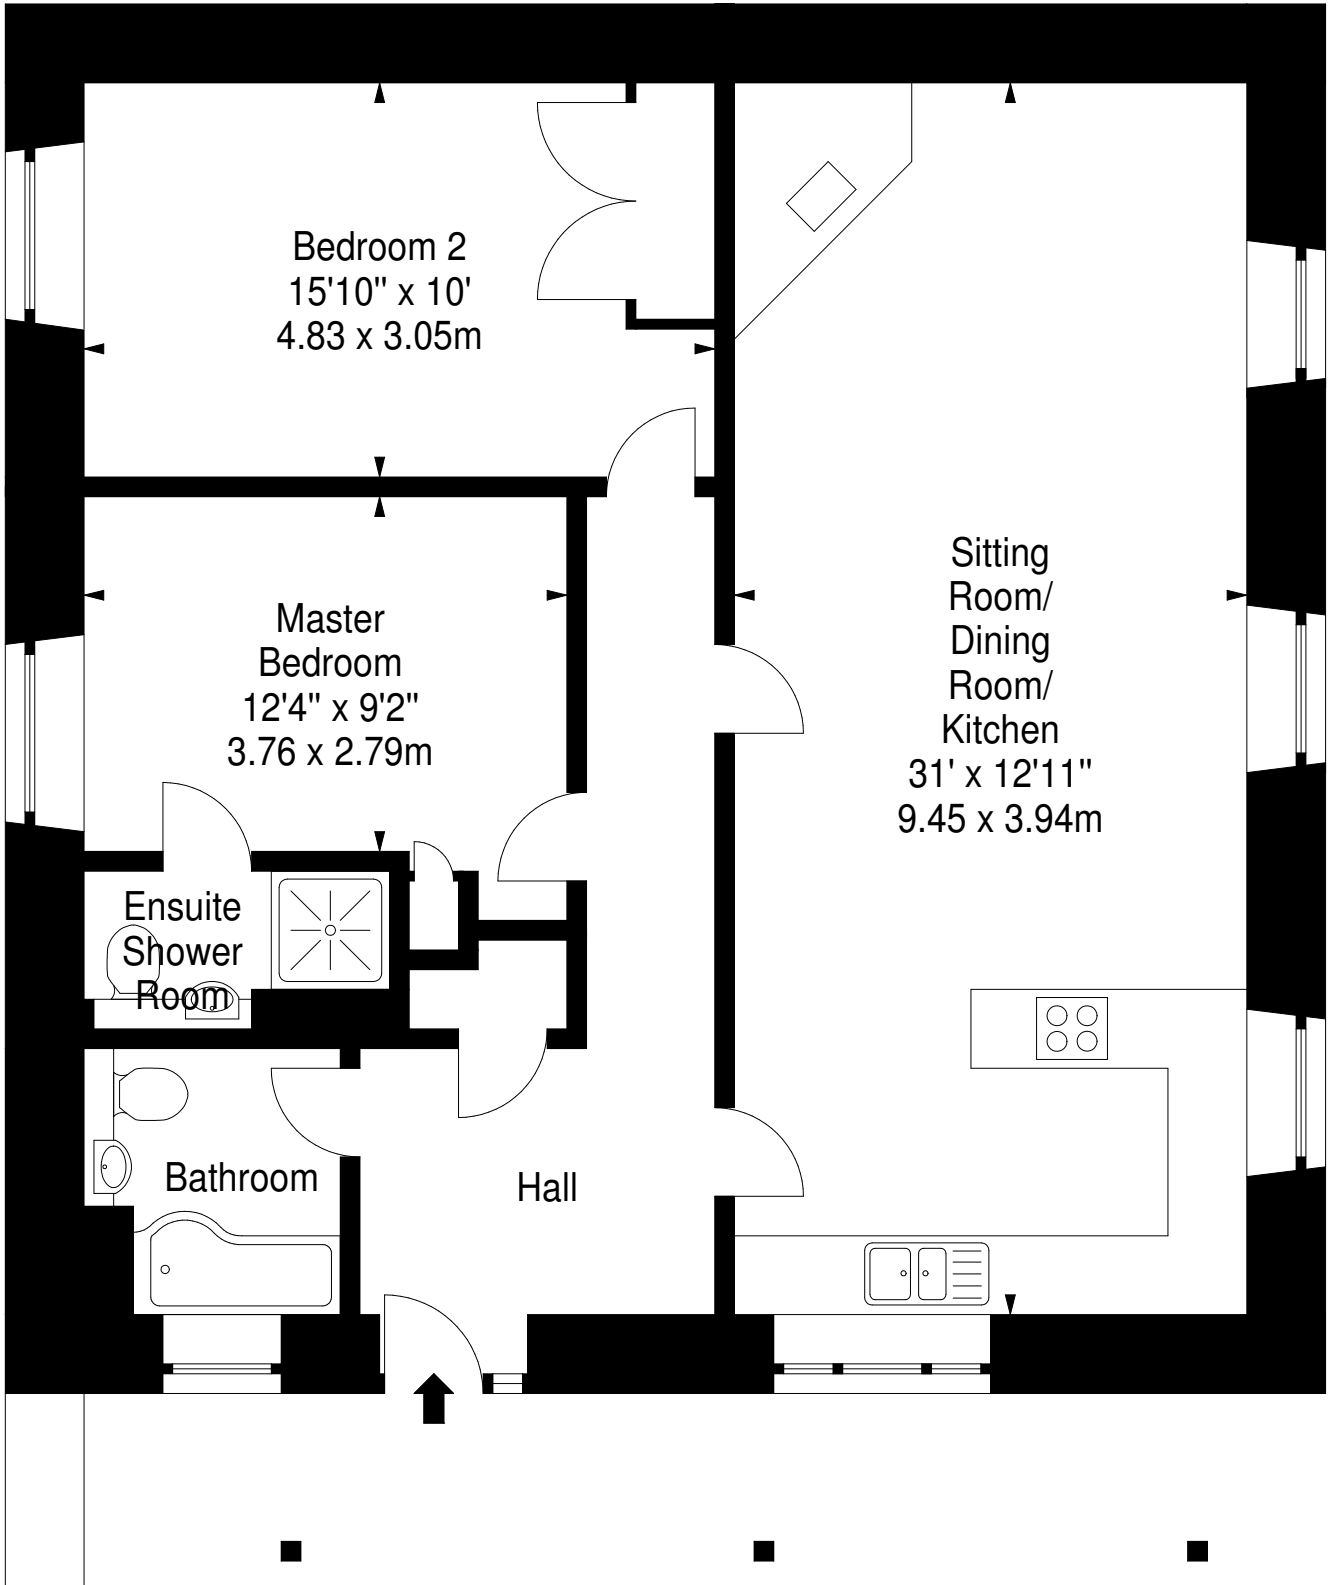 Bedroom 2
15'10" x 10'
4.83 x 3.05m
Master
Bedroom
12'4" x 9'2"
3.76 x 2.79m
Sitting
Room/
Dining
Room/
Kitchen
31' x 12'11"
9.45 x 3.94m
Ensuite
Shower
Room
Bathroom
Hall